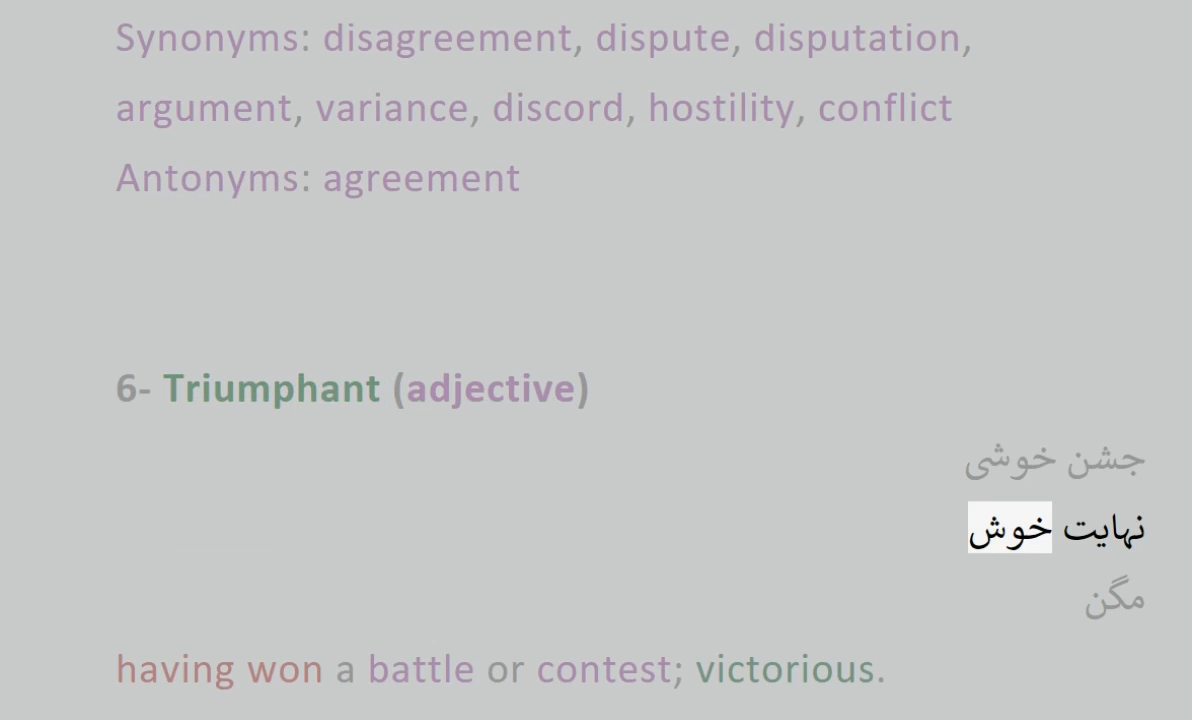 Synonyms: disagreement, dispute, disputation,
argument, variance, discord, hostility, conflict
Antonyms: agreement
6- Triumphant (adjective)
جشن خوشی
نہایت خوش
مگن
having won a battle or contest; victorious.